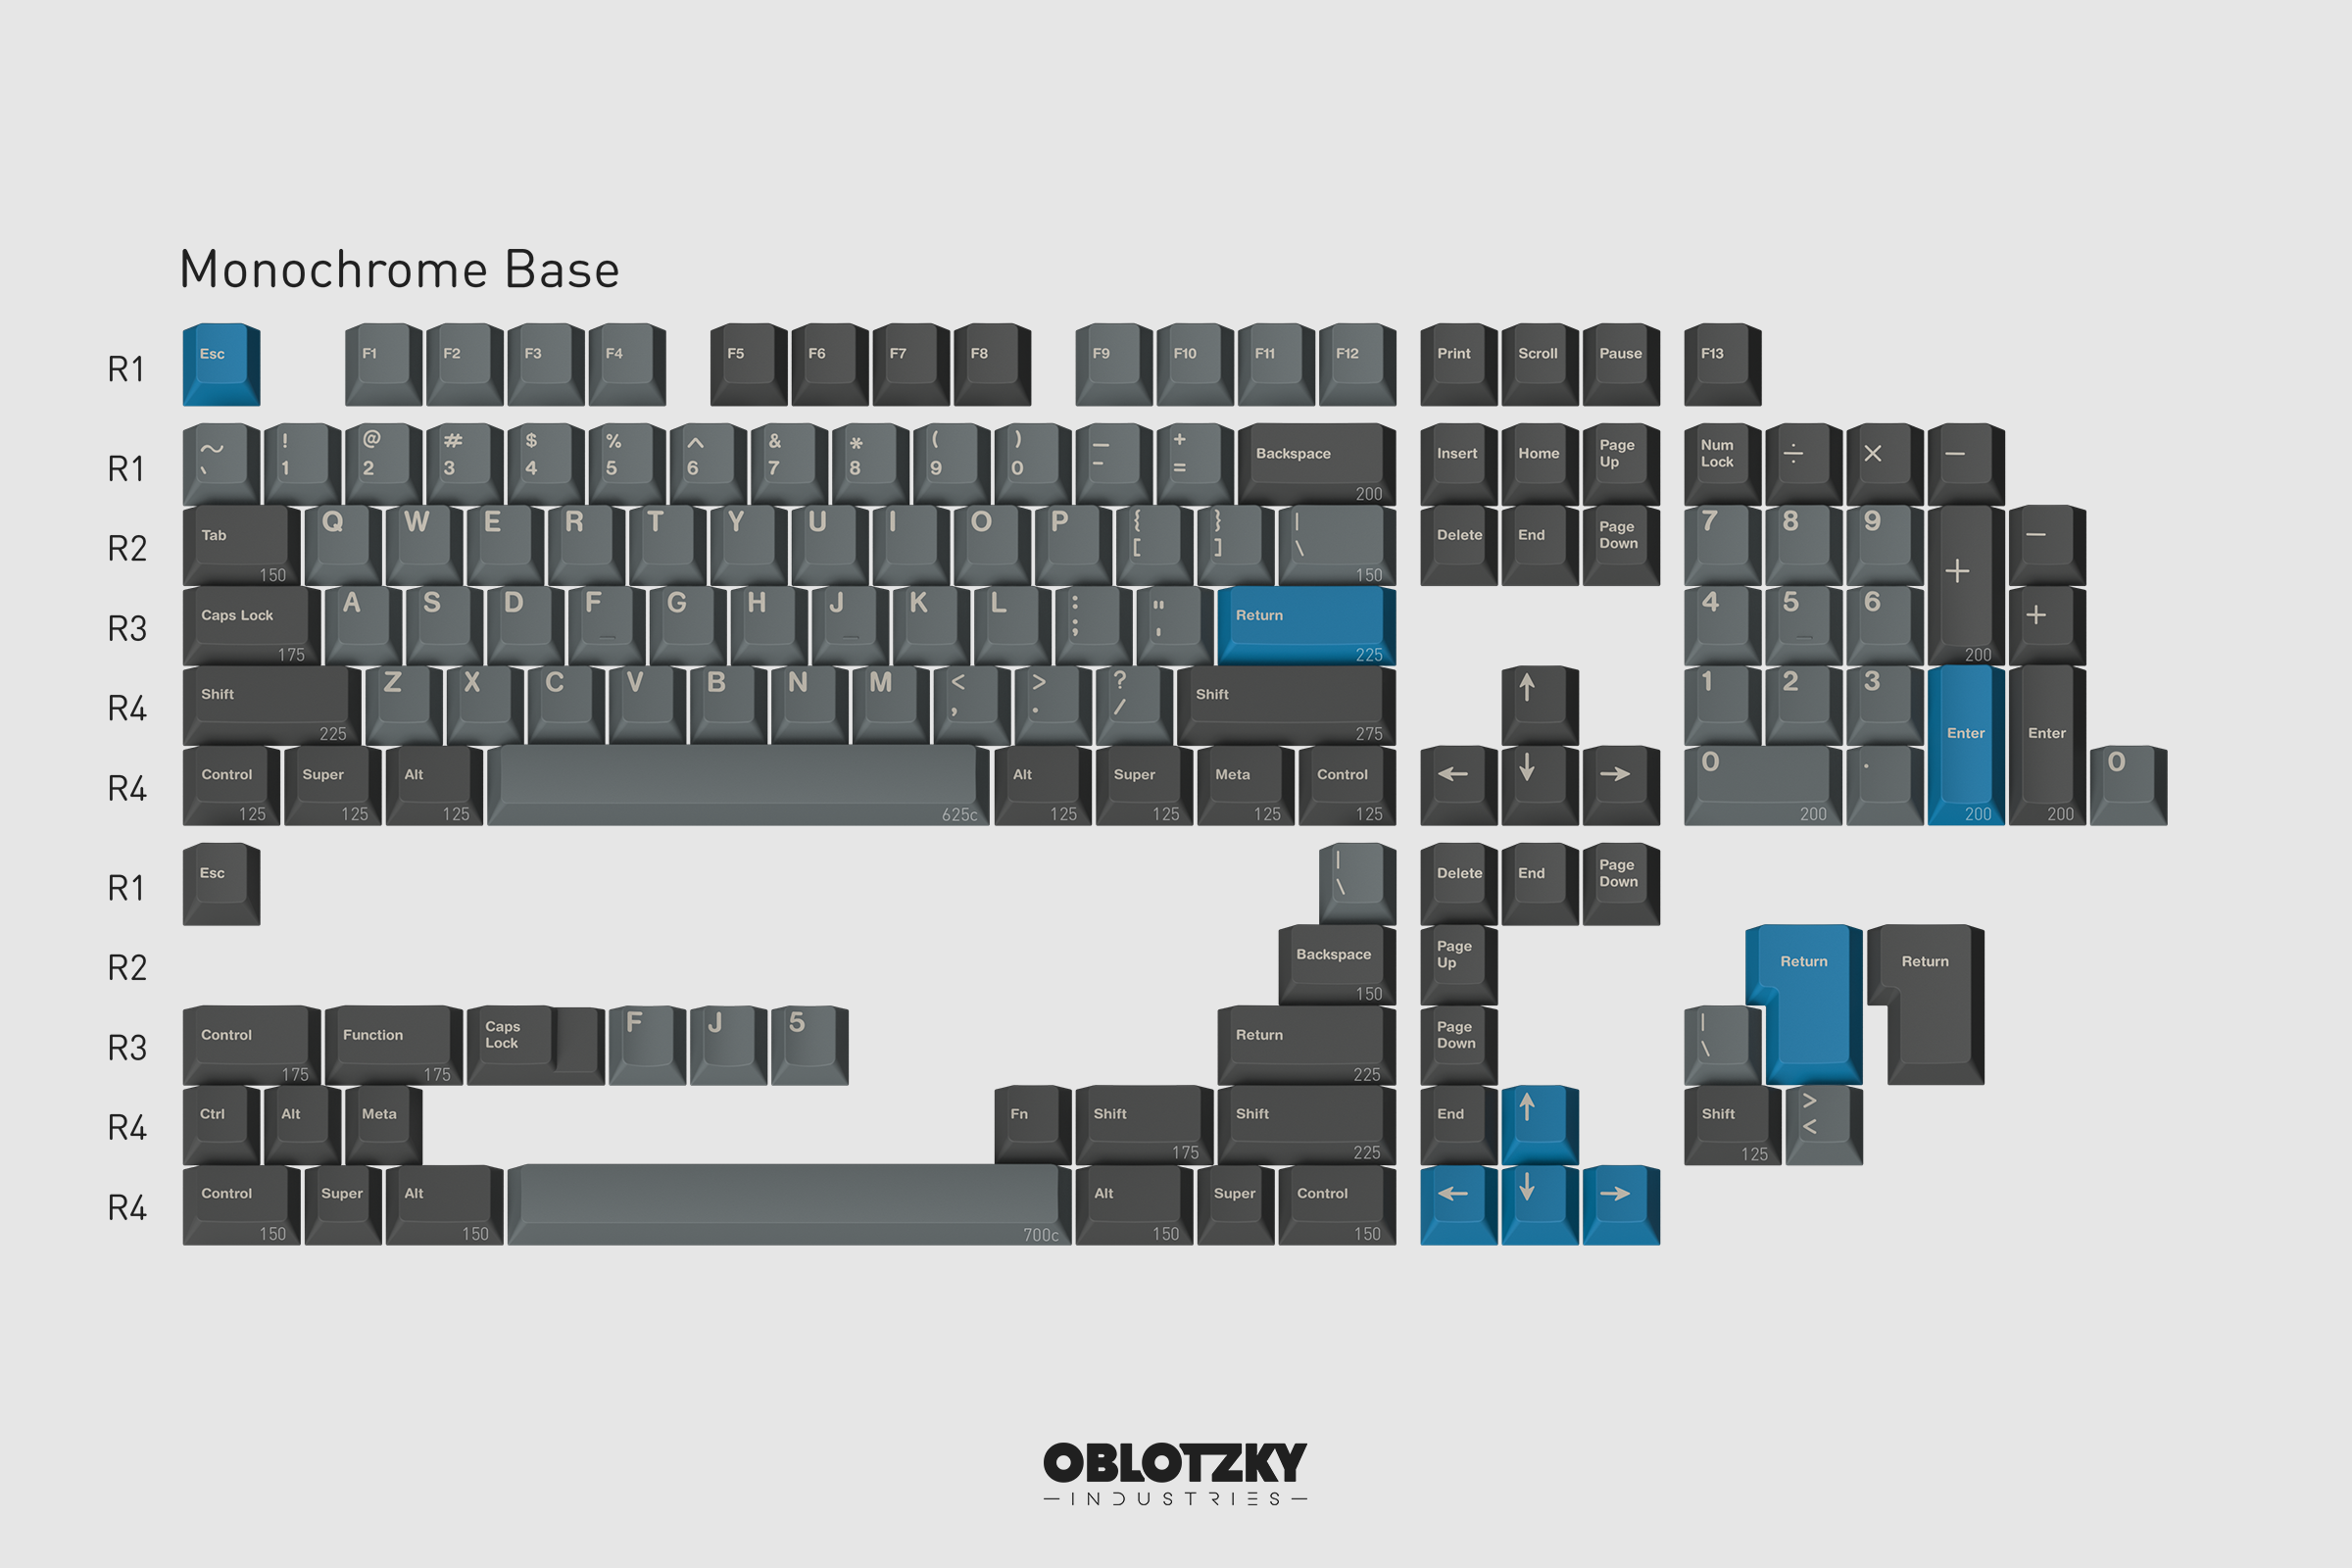 Monochrome Base
R1 Esc F1 F2 F3 F4 F5 F6 F7 F8 F9 F10 F11 F12 Print Scroll Pause F13
R1 ~ ` ! 1 @ 2 # 3 $ 4 % 5 ^ 6 & 7 * 8 ( 9 ) 0 _ - + = Backspace 200 Insert Home Page Up Num Lock ÷ × −
R2 Tab 150 Q W E R T Y U I O P { [ } ] | \ 150 Delete End Page Down 7 8 9 + 200 −
R3 Caps Lock 175 A S D F G H J K L : ; " ' Return 225 4 5 6 +
R4 Shift 225 Z X C V B N M < , > . ? / Shift 275 ↑ 1 2 3 Enter 200 Enter 200
R4 Control 125 Super 125 Alt 125 625c Alt 125 Super 125 Meta 125 Control 125 ← ↓ → 0 200 . 0
R1 Esc | \ Delete End Page Down
R2 Backspace 150 Page Up Return Return
R3 Control 175 Function 175 Caps Lock F J 5 Return 225 Page Down | \
R4 Ctrl Alt Meta Fn Shift 175 Shift 225 End ↑ Shift 125 > <
R4 Control 150 Super Alt 150 700c Alt 150 Super Control 150 ← ↓ →
OBLOTZKY
INDUSTRIES